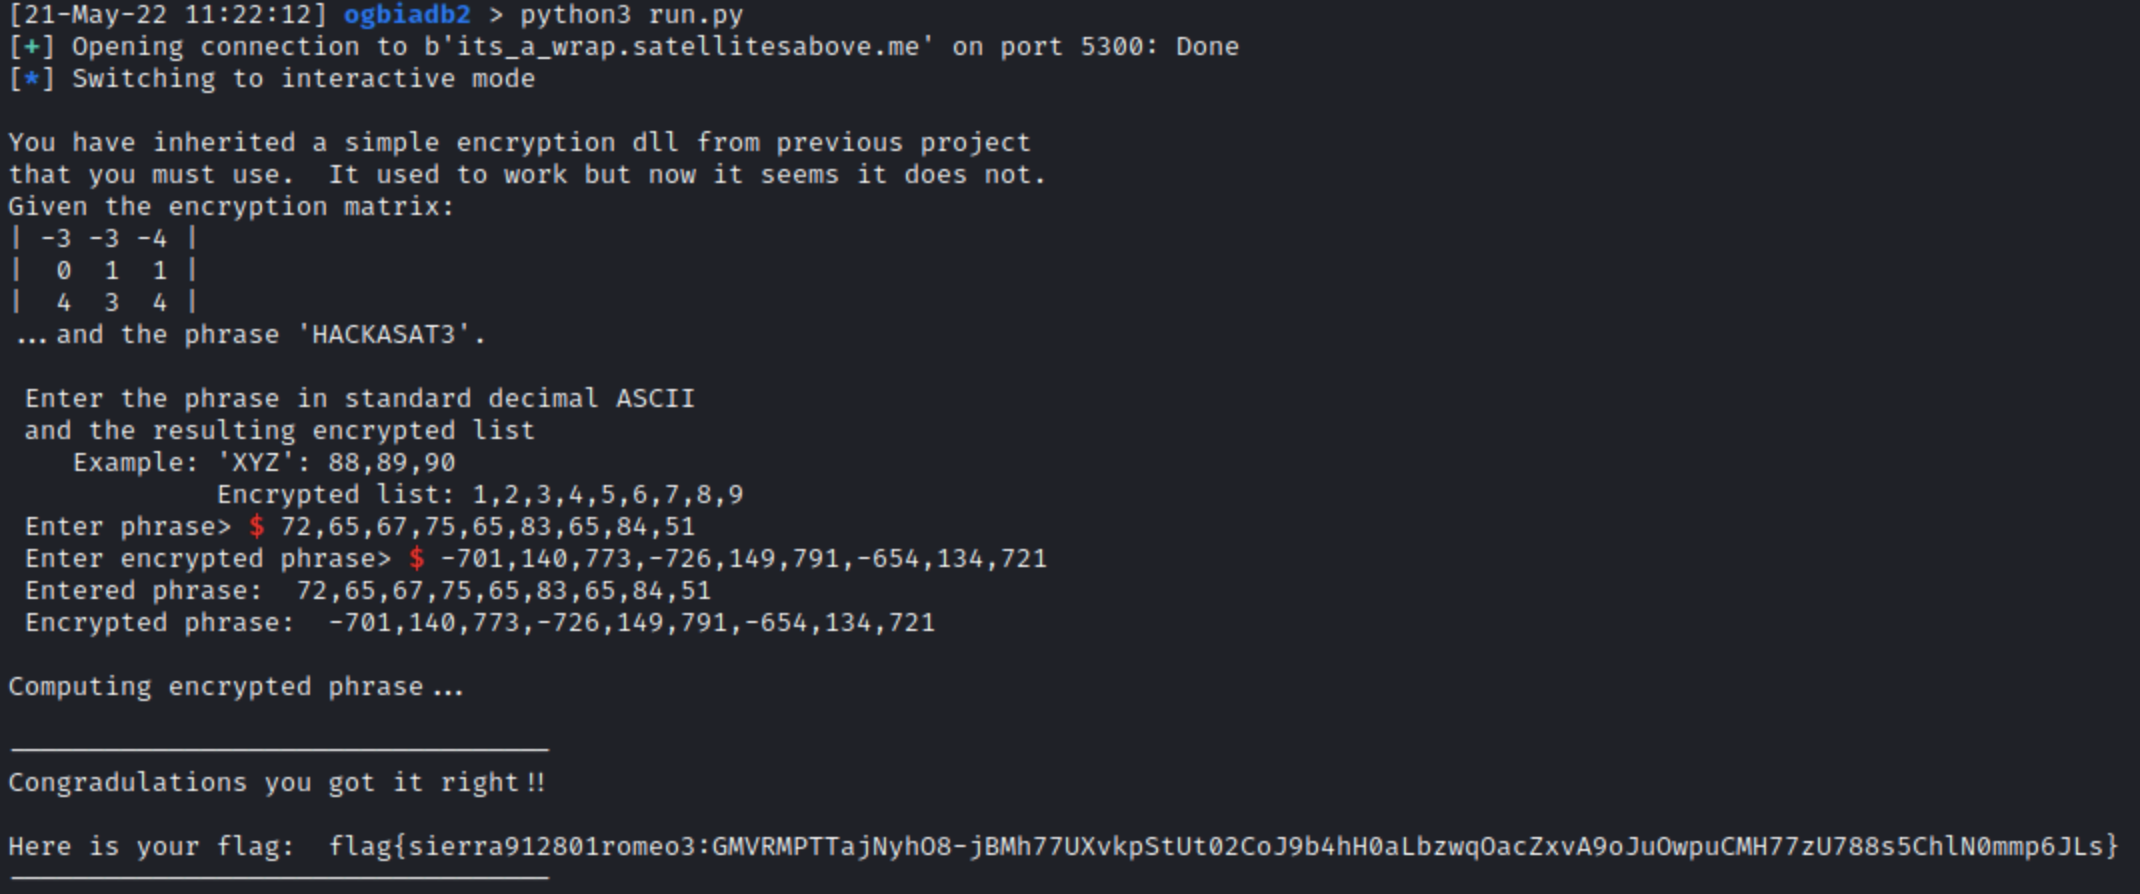 [21-May-22 11:22:12] ogbiadb2 > python3 run.py
[+] Opening connection to b'its_a_wrap.satellitesabove.me' on port 5300: Done
[*] Switching to interactive mode
You have inherited a simple encryption dll from previous project
that you must use.  It used to work but now it seems it does not.
Given the encryption matrix:
| -3 -3 -4 |
|  0  1  1 |
|  4  3  4 |
...and the phrase 'HACKASAT3'.
Enter the phrase in standard decimal ASCII
and the resulting encrypted list
Example: 'XYZ': 88,89,90
Encrypted list: 1,2,3,4,5,6,7,8,9
Enter phrase> $ 72,65,67,75,65,83,65,84,51
Enter encrypted phrase> $ -701,140,773,-726,149,791,-654,134,721
Entered phrase:  72,65,67,75,65,83,65,84,51
Encrypted phrase:  -701,140,773,-726,149,791,-654,134,721
Computing encrypted phrase...
Congradulations you got it right!!
Here is your flag:  flag{sierra912801romeo3:GMVRMPTTajNyhO8-jBMh77UXvkpStUt02CoJ9b4hH0aLbzwqOacZxvA9oJuOwpuCMH77zU788s5ChlN0mmp6JLs}